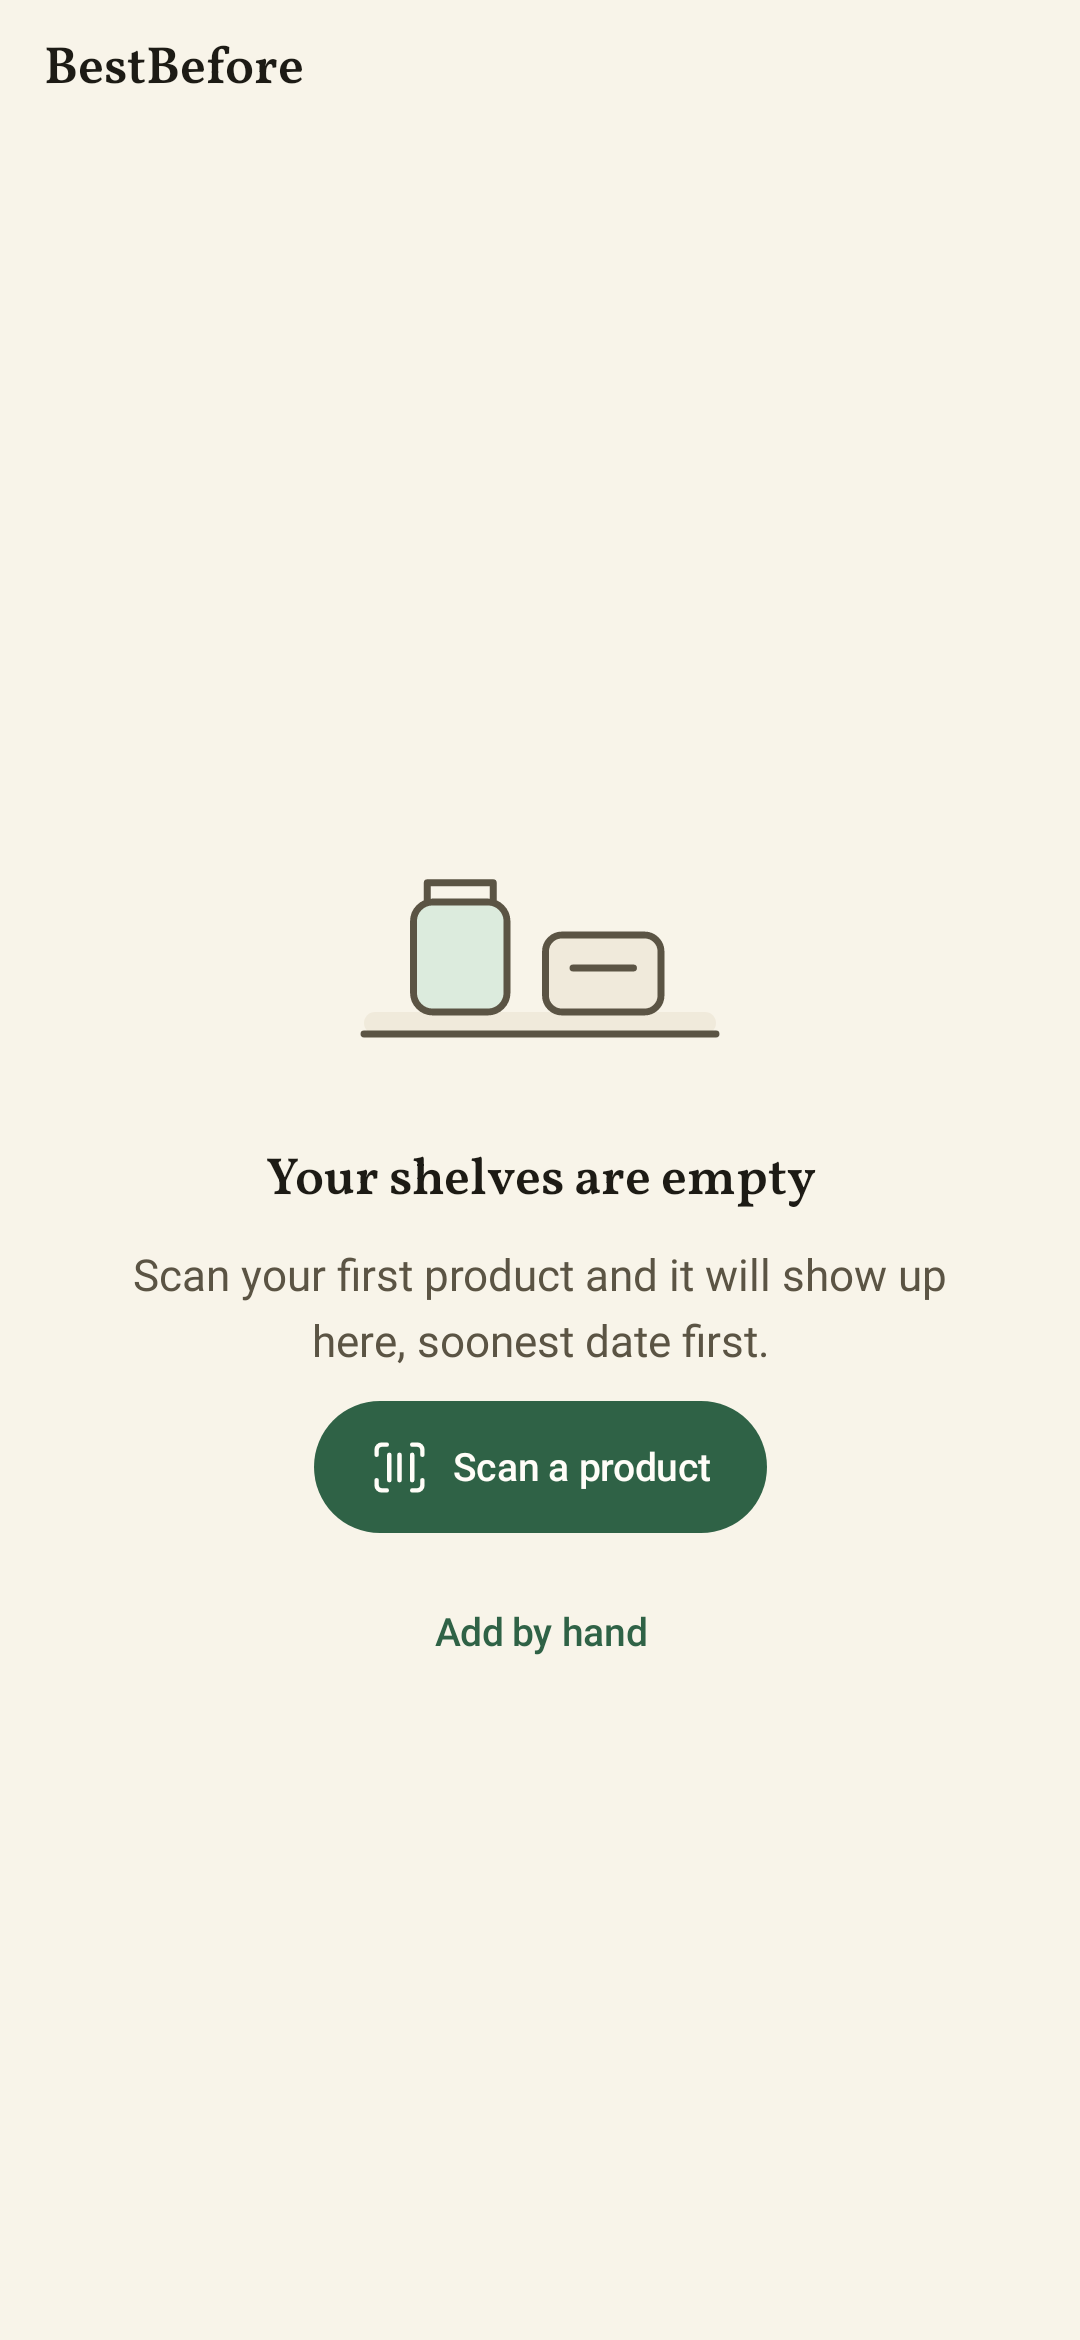 BestBefore
Your shelves are empty
Scan your first product and it will show up
here, soonest date first.
Scan a product
Add by hand